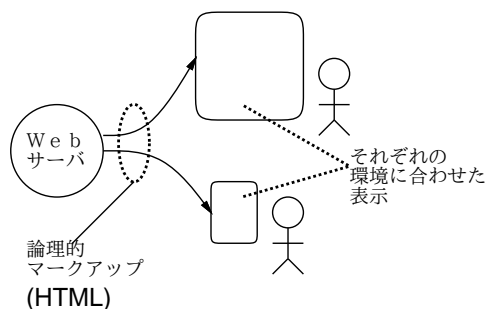 Ｗｅｂ
サーバ
それぞれの
環境に合わせた
表示
論理的
マークアップ
(HTML)